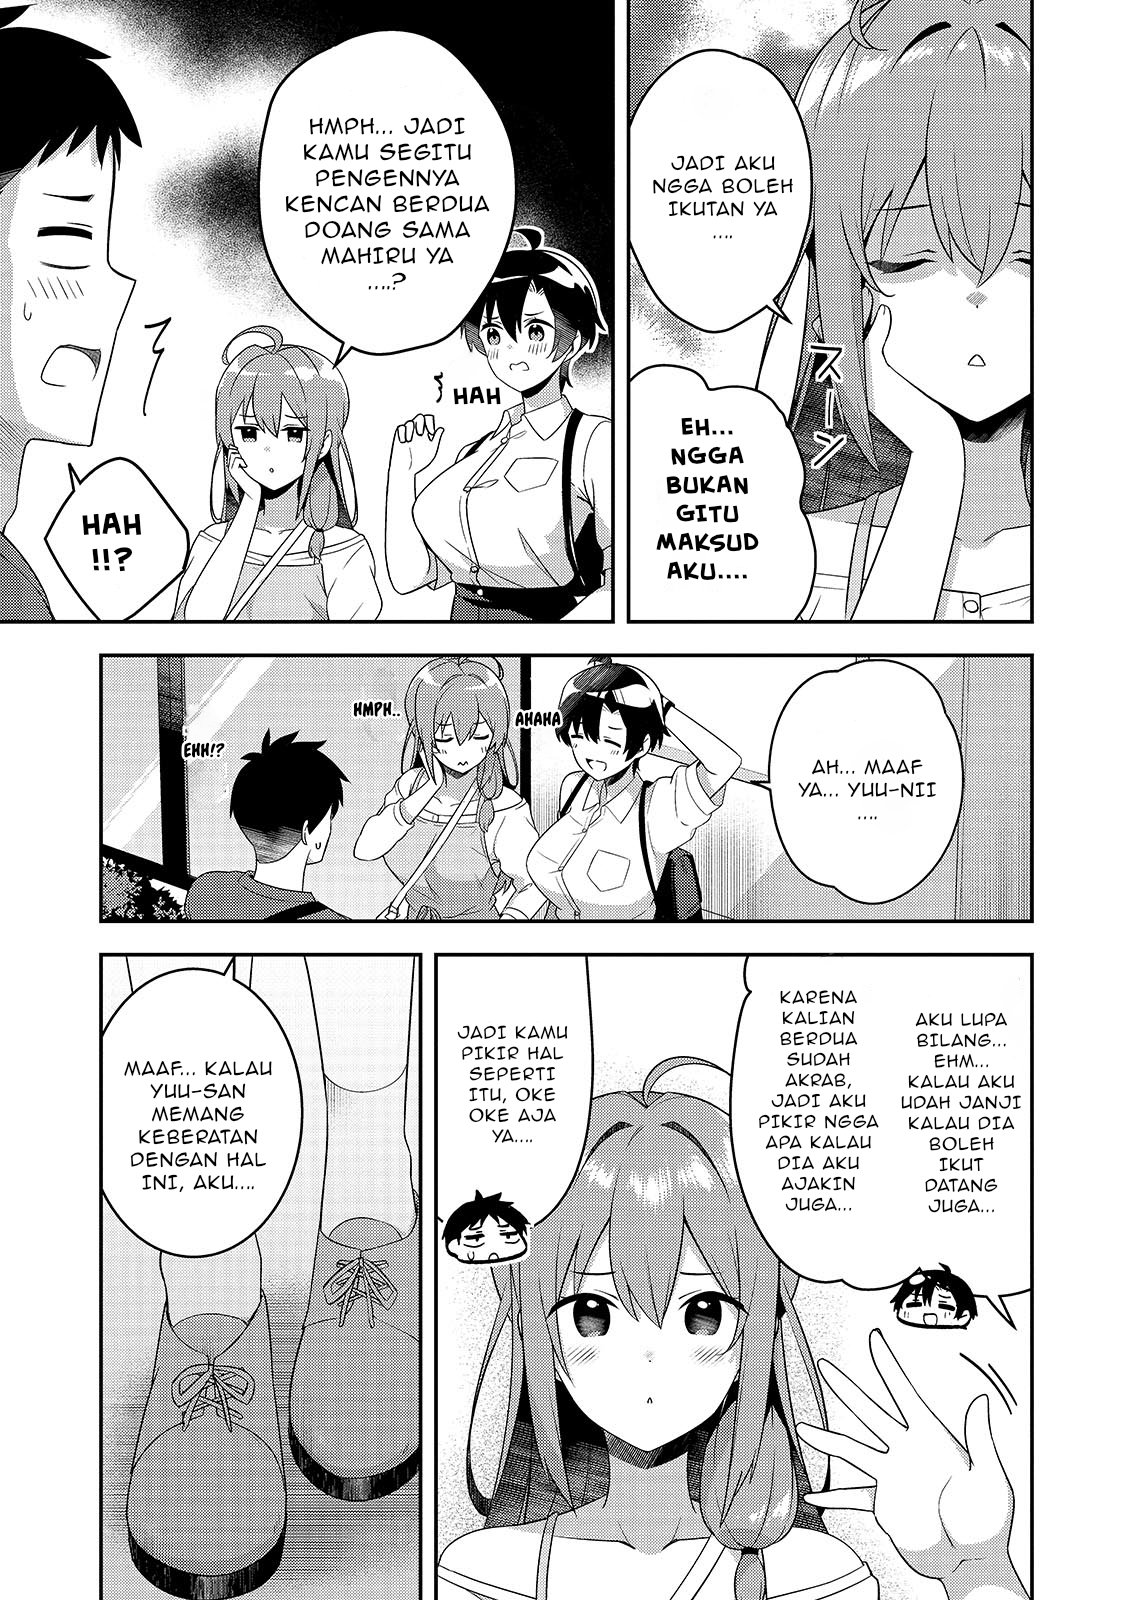 JADI AKU
NGGA BOLEH
IKUTAN YA
....
スーン
EH...
NGGA
BUKAN
GITU
MAKSUD
AKU....
HMPH... JADI
KAMU SEGITU
PENGENNYA
KENCAN BERDUA
DOANG SAMA
MAHIRU YA
....?
HAH
HAH
!!?
AH... MAAF
YA... YUU-NII
....
AHAHA
HMPH..
EHH!?
AKU LUPA
BILANG...
EHM...
KALAU AKU
UDAH JANJI
KALAU DIA
BOLEH
IKUT
DATANG
JUGA...
KARENA
KALIAN
BERDUA
SUDAH
AKRAB,
JADI AKU
PIKIR NGGA
APA KALAU
DIA AKU
AJAKIN
JUGA...
JADI KAMU
PIKIR HAL
SEPERTI
ITU, OKE
OKE AJA
YA....
MAAF... KALAU
YUU-SAN
MEMANG
KEBERATAN
DENGAN HAL
INI, AKU....